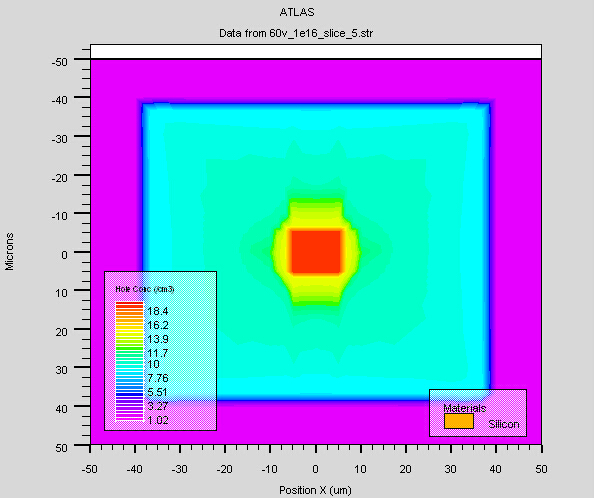 ATLAS
Data from 60v_1e16_slice_5.str
-50
-40
-30
-20
-10
0
10
20
30
40
50
Microns
Hole Conc (/cm3)
18.4
16.2
13.9
11.7
10
7.76
5.51
3.27
1.02
Materials
Silicon
-50 -40 -30 -20 -10 0 10 20 30 40 50
Position X (um)